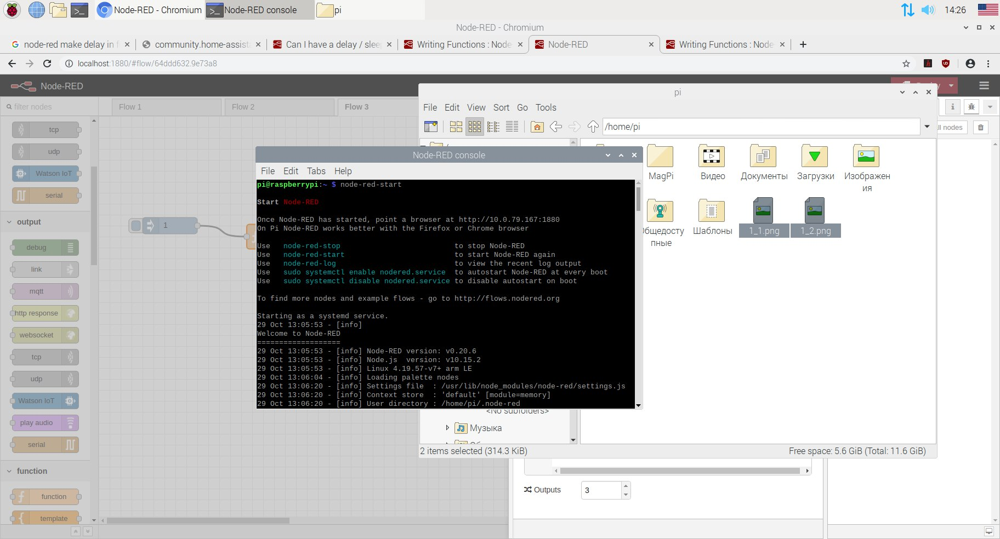 Node-RED - Chromium
Node-RED console
pi
14:26
Node-RED - Chromium
node-red make delay in f
community.home-assist
Can I have a delay / slee
Writing Functions : Node
Node-RED
Writing Functions : Node
localhost:1880/#flow/64ddd632.9e73a8
Node-RED
filter nodes
Flow 1
Flow 2
Flow 3
tcp
udp
Watson IoT
serial
output
debug
link
mqtt
http response
websocket
tcp
udp
Watson IoT
play audio
serial
function
function
template
1
pi
File Edit View Sort Go Tools
/home/pi
ll nodes
MagPi
Видео
Документы
Загрузки
Изображен
ия
бщедосту
пные
Шаблоны
1_1.png
1_2.png
<No subfolders>
Музыка
2 items selected (314.3 KiB)
Free space: 5.6 GiB (Total: 11.6 GiB)
Node-RED console
File Edit Tabs Help
pi@raspberrypi:~ $ node-red-start
Start Node-RED
Once Node-RED has started, point a browser at http://10.0.79.167:1880
On Pi Node-RED works better with the Firefox or Chrome browser
Use node-red-stop to stop Node-RED
Use node-red-start to start Node-RED again
Use node-red-log to view the recent log output
Use sudo systemctl enable nodered.service to autostart Node-RED at every boot
Use sudo systemctl disable nodered.service to disable autostart on boot
To find more nodes and example flows - go to http://flows.nodered.org
Starting as a systemd service.
29 Oct 13:05:53 - [info]
Welcome to Node-RED
===================
29 Oct 13:05:53 - [info] Node-RED version: v0.20.6
29 Oct 13:05:53 - [info] Node.js version: v10.15.2
29 Oct 13:05:53 - [info] Linux 4.19.57-v7+ arm LE
29 Oct 13:06:04 - [info] Loading palette nodes
29 Oct 13:06:20 - [info] Settings file : /usr/lib/node_modules/node-red/settings.js
29 Oct 13:06:20 - [info] Context store : 'default' [module=memory]
29 Oct 13:06:20 - [info] User directory : /home/pi/.node-red
Outputs
3